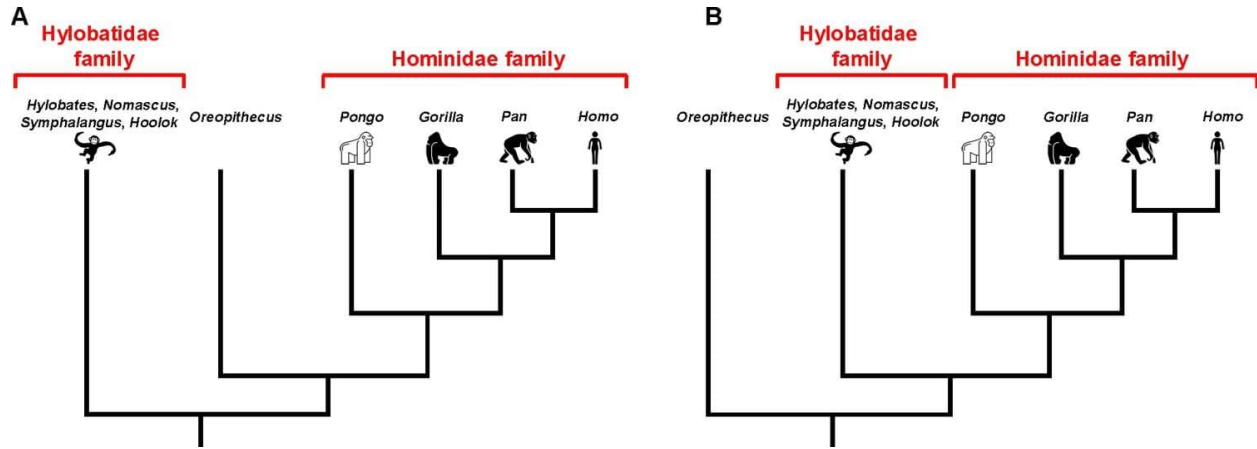 A
Hylobatidae
family
Hominidae family
Hylobates, Nomascus,
Symphalangus, Hoolok
Oreopithecus
Pongo
Gorilla
Pan
Homo
B
Hylobatidae
family
Hominidae family
Oreopithecus
Hylobates, Nomascus,
Symphalangus, Hoolok
Pongo
Gorilla
Pan
Homo